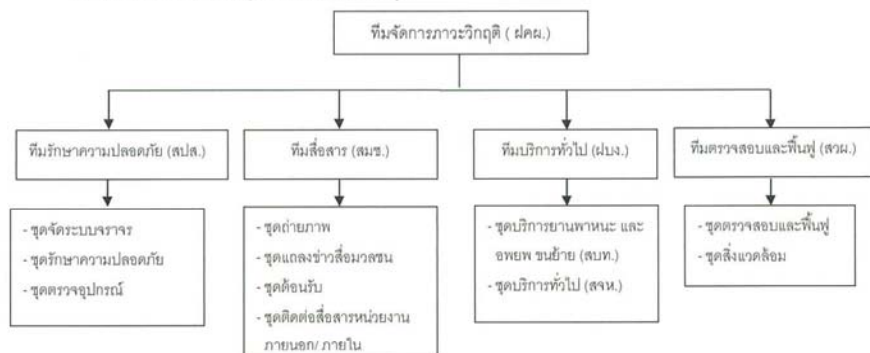 ทีมจัดการภาวะวิกฤติ ( ฝคผ.)
ทีมรักษาความปลอดภัย (สปส.)
ทีมสื่อสาร (สมซ.)
ทีมบริการทั่วไป (ฝบง.)
ทีมตรวจสอบและฟื้นฟู (สวผ.)
- ชุดจัดระบบจราจร
- ชุดรักษาความปลอดภัย
- ชุดตรวจอุปกรณ์
- ชุดถ่ายภาพ
- ชุดแถลงข่าวสื่อมวลชน
- ชุดต้อนรับ
- ชุดติดต่อสื่อสารหน่วยงาน
ภายนอก/ ภายใน
- ชุดบริการยานพาหนะ และ
อพยพ ขนย้าย (สบท.)
- ชุดบริการทั่วไป (สจห.)
- ชุดตรวจสอบและฟื้นฟู
- ชุดสิ่งแวดล้อม